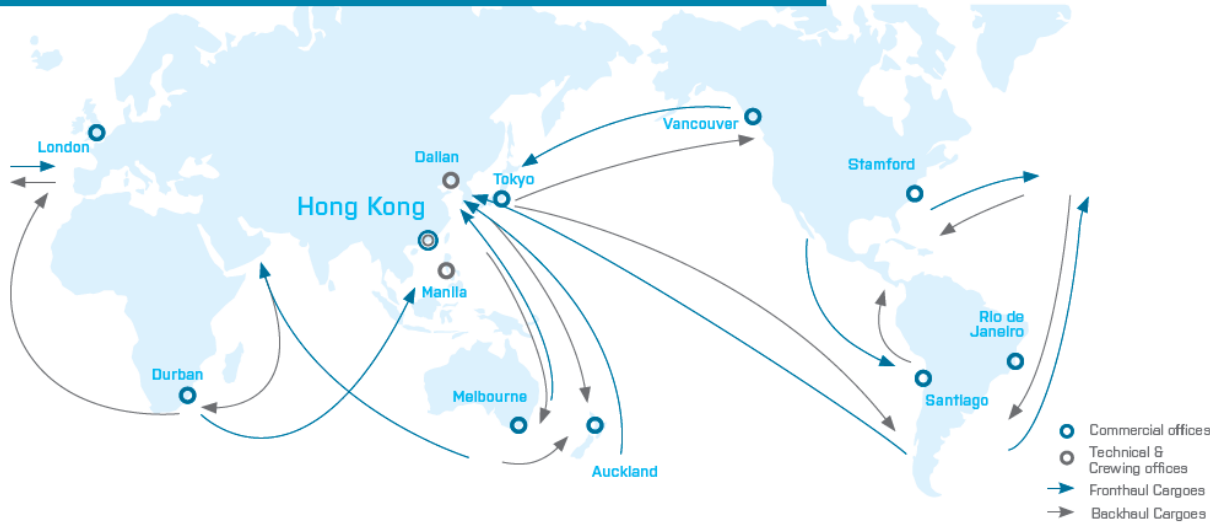 London
Dalian
Tokyo
Vancouver
Stamford
Hong Kong
Manila
Rio de
Janeiro
Durban
Melbourne
Santiago
Auckland
Commercial offices
Technical &
Crewing offices
Fronthaul Cargoes
Backhaul Cargoes